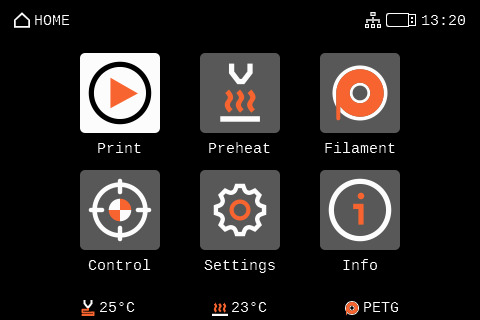 HOME 13:20
Print Preheat Filament
Control Settings Info
25°C 23°C PETG